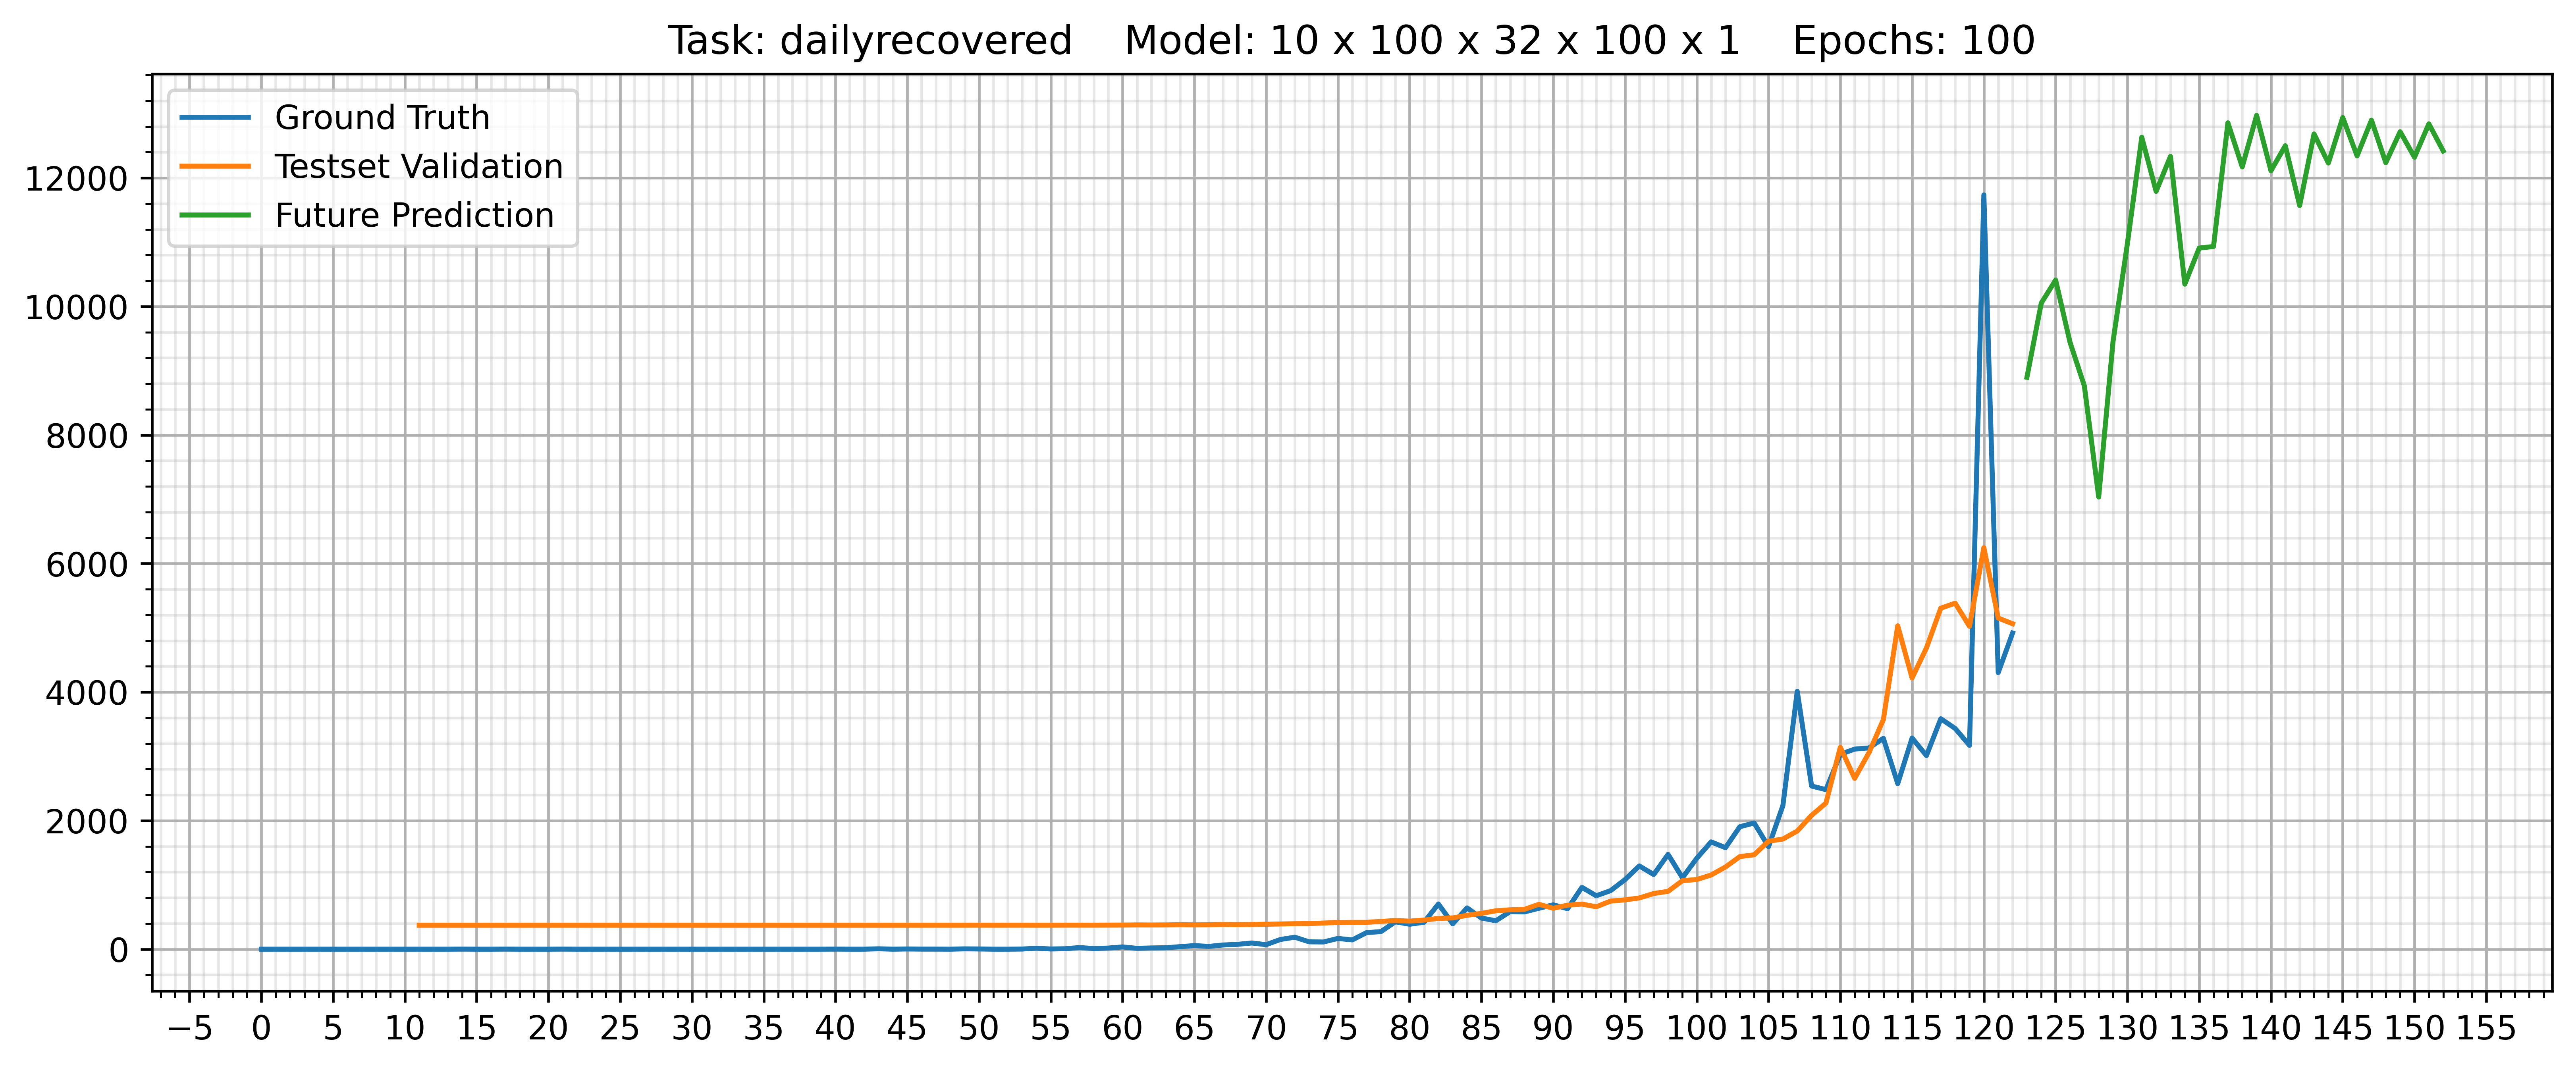 Task: dailyrecovered    Model: 10 x 100 x 32 x 100 x 1    Epochs: 100
Ground Truth
Testset Validation
Future Prediction
12000
10000
8000
6000
4000
2000
0
−5 0 5 10 15 20 25 30 35 40 45 50 55 60 65 70 75 80 85 90 95 100 105 110 115 120 125 130 135 140 145 150 155